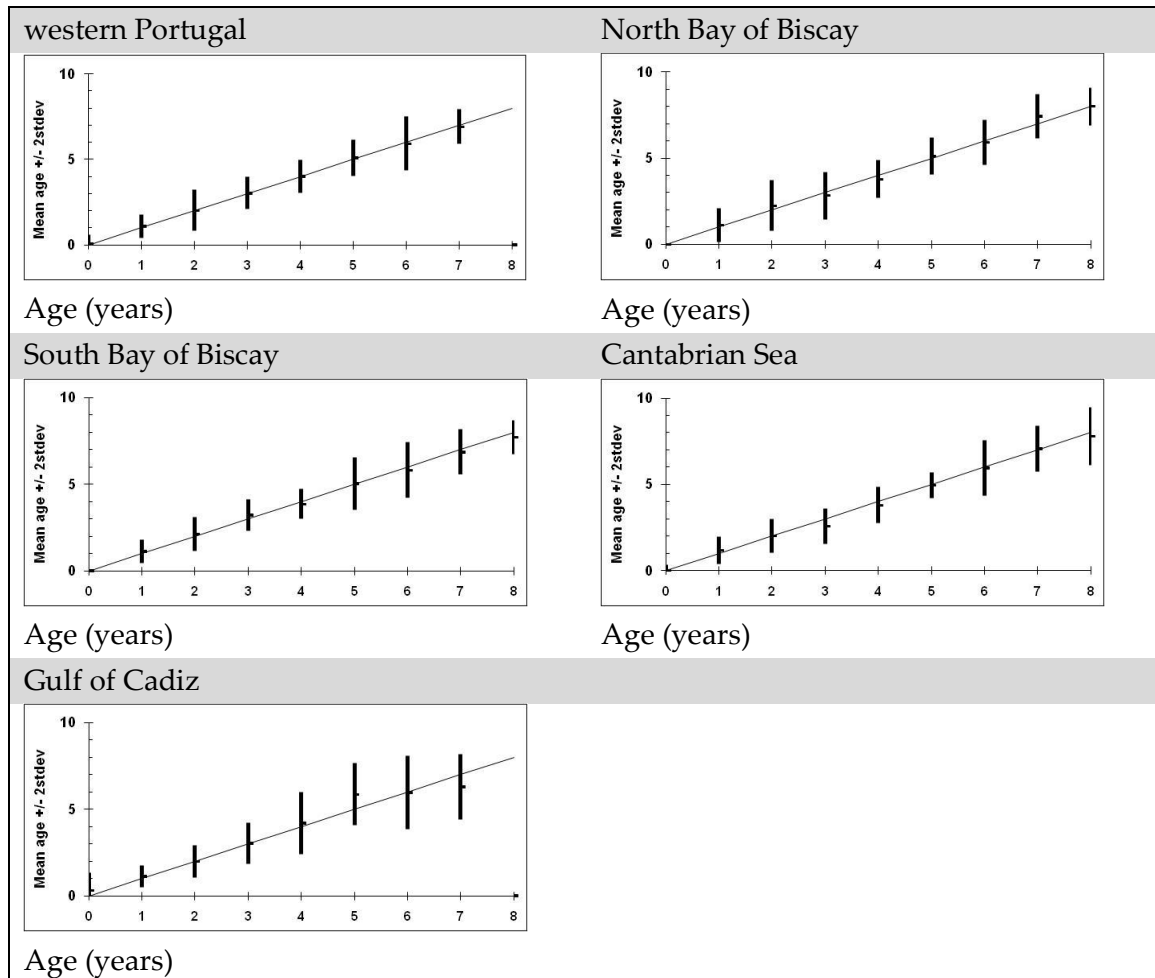 western Portugal
North Bay of Biscay
Mean age +/- 2stdev
10
5
0
0 1 2 3 4 5 6 7 8
Age (years)
Mean age +/- 2stdev
10
5
0
0 1 2 3 4 5 6 7 8
Age (years)
South Bay of Biscay
Cantabrian Sea
Mean age +/- 2stdev
10
5
0
0 1 2 3 4 5 6 7 8
Age (years)
Mean age +/- 2stdev
10
5
0
0 1 2 3 4 5 6 7 8
Age (years)
Gulf of Cadiz
Mean age +/- 2stdev
10
5
0
0 1 2 3 4 5 6 7 8
Age (years)